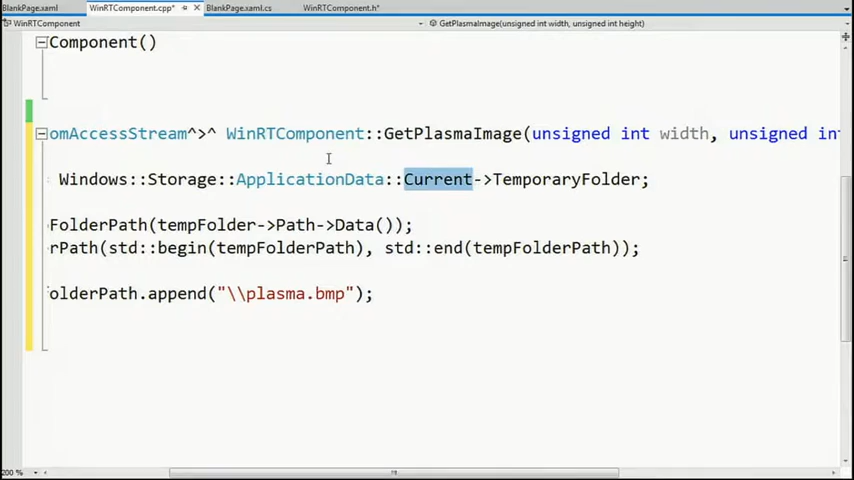 BlankPage.xaml WinRTComponent.cpp* BlankPage.xaml.cs WinRTComponent.h*
WinRTComponent GetPlasmaImage(unsigned int width, unsigned int height)
Component()
omAccessStream^>^ WinRTComponent::GetPlasmaImage(unsigned int width, unsigned int
Windows::Storage::ApplicationData::Current->TemporaryFolder;
FolderPath(tempFolder->Path->Data());
rPath(std::begin(tempFolderPath), std::end(tempFolderPath));
olderPath.append("\\plasma.bmp");
200 %